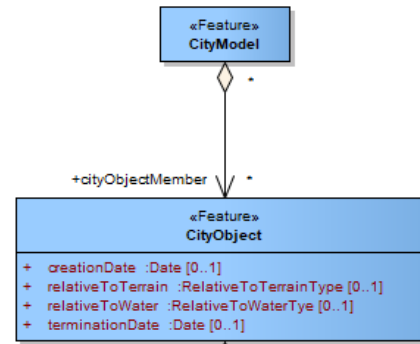 «Feature»
CityModel
*
+cityObjectMember
*
«Feature»
CityObject
+ creationDate :Date [0..1]
+ relativeToTerrain :RelativeToTerrainType [0..1]
+ relativeToWater :RelativeToWaterTye [0..1]
+ terminationDate :Date [0..1]